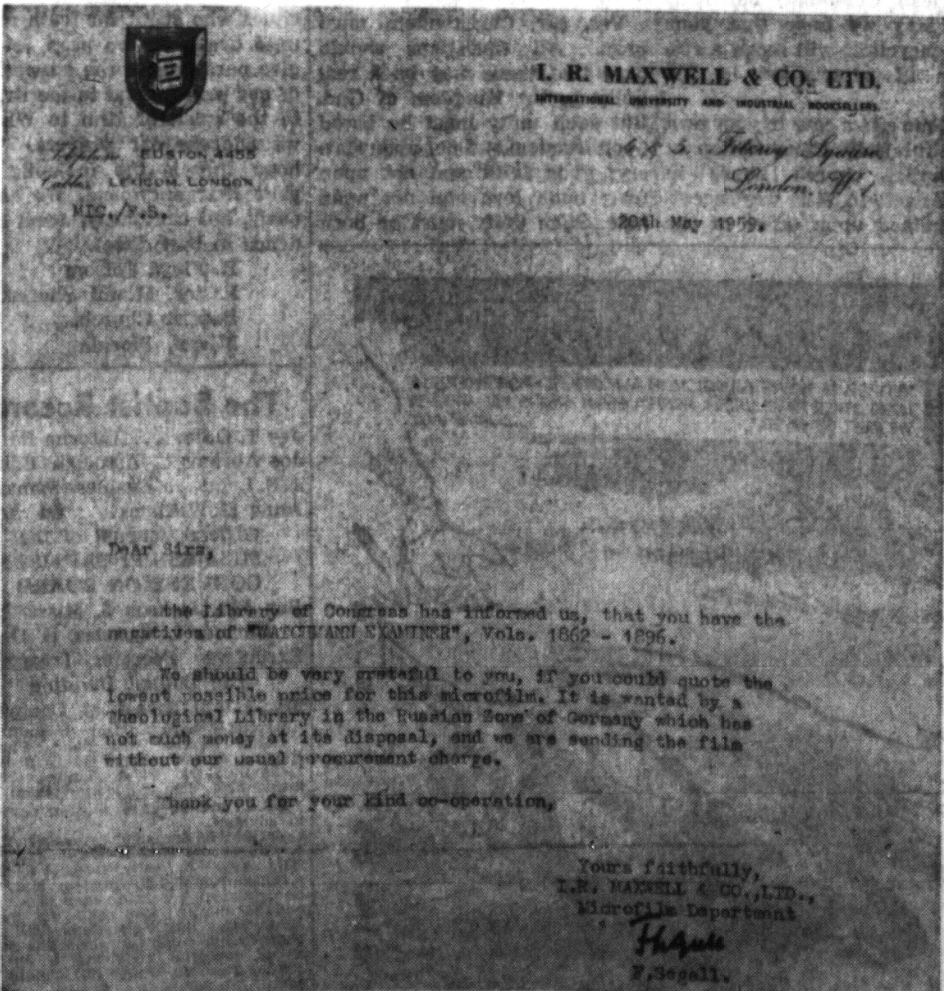 I. R. MAXWELL & CO. LTD.
INTERNATIONAL UNIVERSITY AND INDUSTRIAL BOOKSELLERS
Telephone EUSTON 4455
Cables LEXICUM LONDON
4 & 5. Fitzroy Square
London, W1.
MIC./F.S.
20th May 1959.
Dear Sirs,
the Library of Congress has informed us, that you have the
negatives of "WATCHMANN EXAMINER", Vols. 1862 - 1896.
We should be very grateful to you, if you could quote the
lowest possible price for this microfilm. It is wanted by a
Theological Library in the Russian Zone of Germany which has
not much money at its disposal, and we are sending the film
without our usual procurement charge.
Thank you for your kind co-operation,
Yours faithfully,
I.R. MAXWELL & CO.,LTD.,
Microfilm Department
F.Segall.